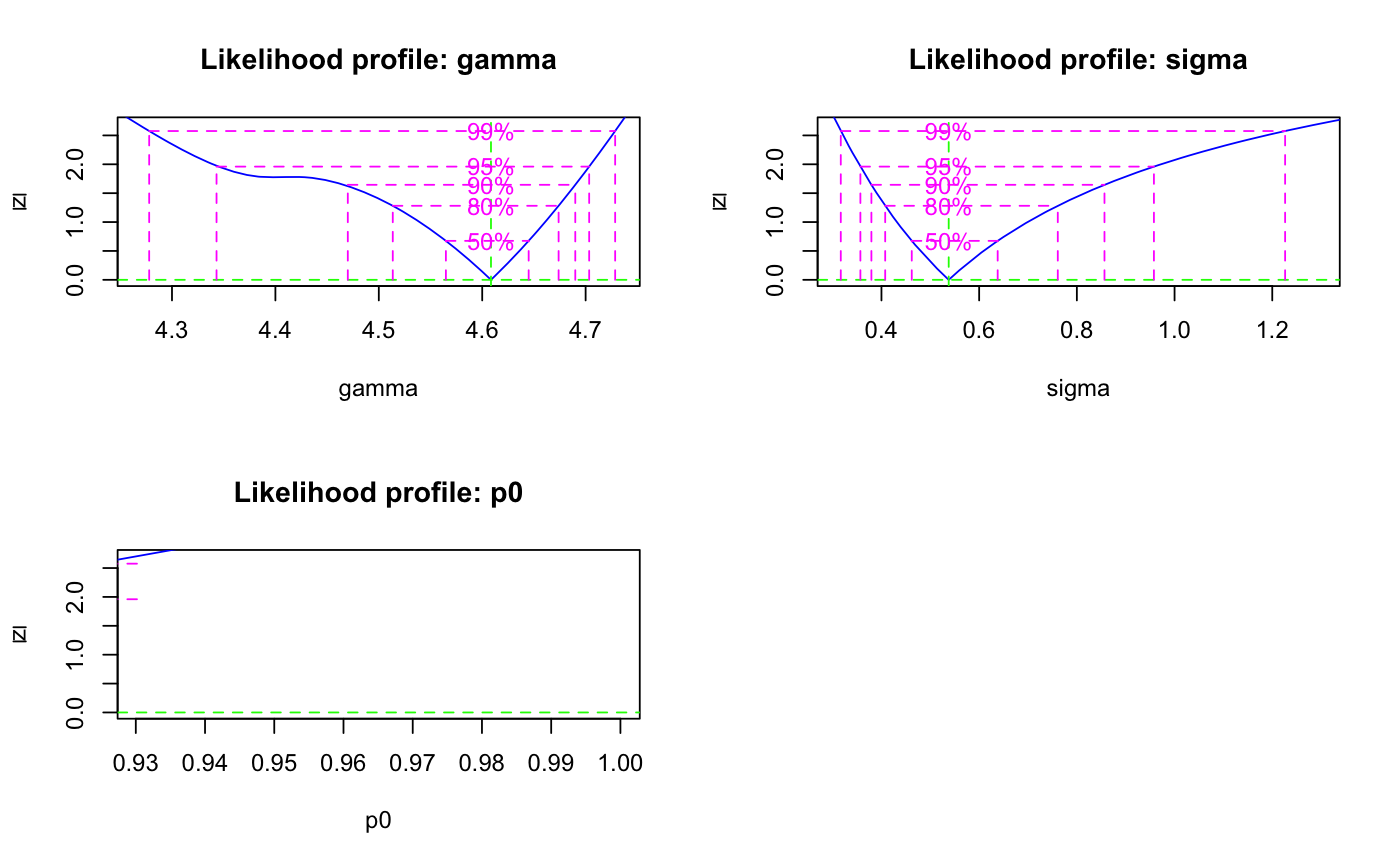 Likelihood profile: gamma
|z|
0.0 1.0 2.0
99%
95%
90%
80%
50%
4.3 4.4 4.5 4.6 4.7
gamma
Likelihood profile: sigma
|z|
0.0 1.0 2.0
99%
95%
90%
80%
50%
0.4 0.6 0.8 1.0 1.2
sigma
Likelihood profile: p0
|z|
0.0 1.0 2.0
0.93 0.94 0.95 0.96 0.97 0.98 0.99 1.00
p0